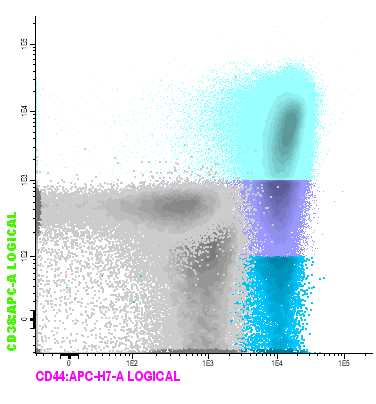 1E5
1E4
1E3
1E2
0
CD38:APC-A LOGICAL
0 1E2 1E3 1E4 1E5
CD44:APC-H7-A LOGICAL